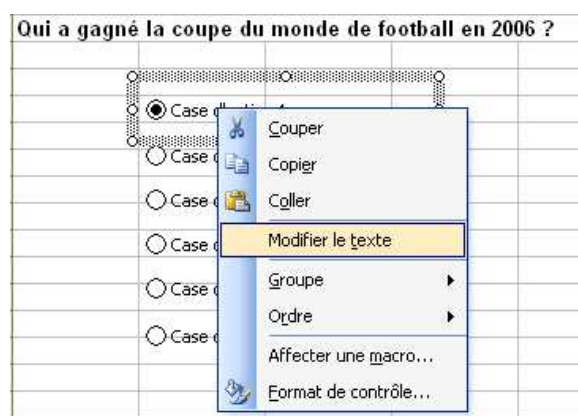 Qui a gagné la coupe du monde de football en 2006 ?
Case
Couper
Case
Copier
Case
Coller
Case
Modifier le texte
Case
Groupe
Ordre
Case
Affecter une macro...
Format de contrôle...